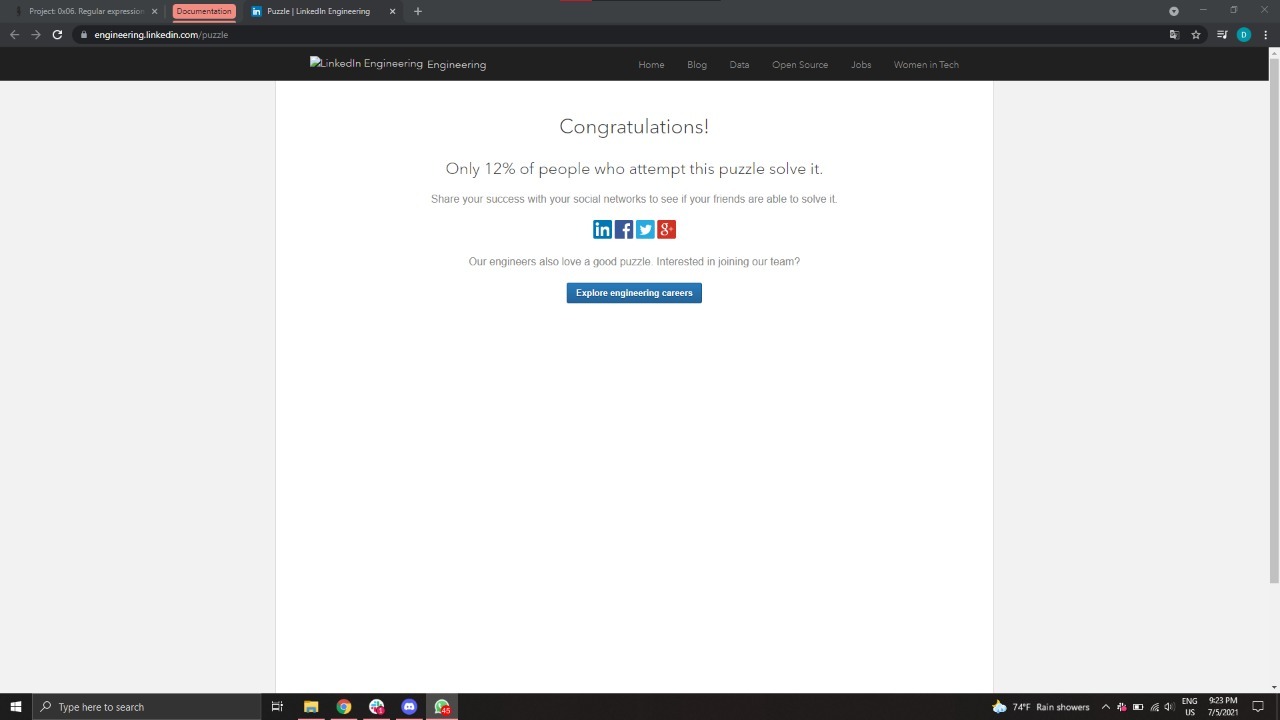 Project: 0x06. Regular expression
Documentation
Puzzle | LinkedIn Engineering
engineering.linkedin.com/puzzle
D
LinkedIn Engineering Engineering
Home Blog Data Open Source Jobs Women in Tech
Congratulations!
Only 12% of people who attempt this puzzle solve it.
Share your success with your social networks to see if your friends are able to solve it.
in f g+
Our engineers also love a good puzzle. Interested in joining our team?
Explore engineering careers
Type here to search
1
45
74°F Rain showers
ENG
US
9:23 PM
7/5/2021